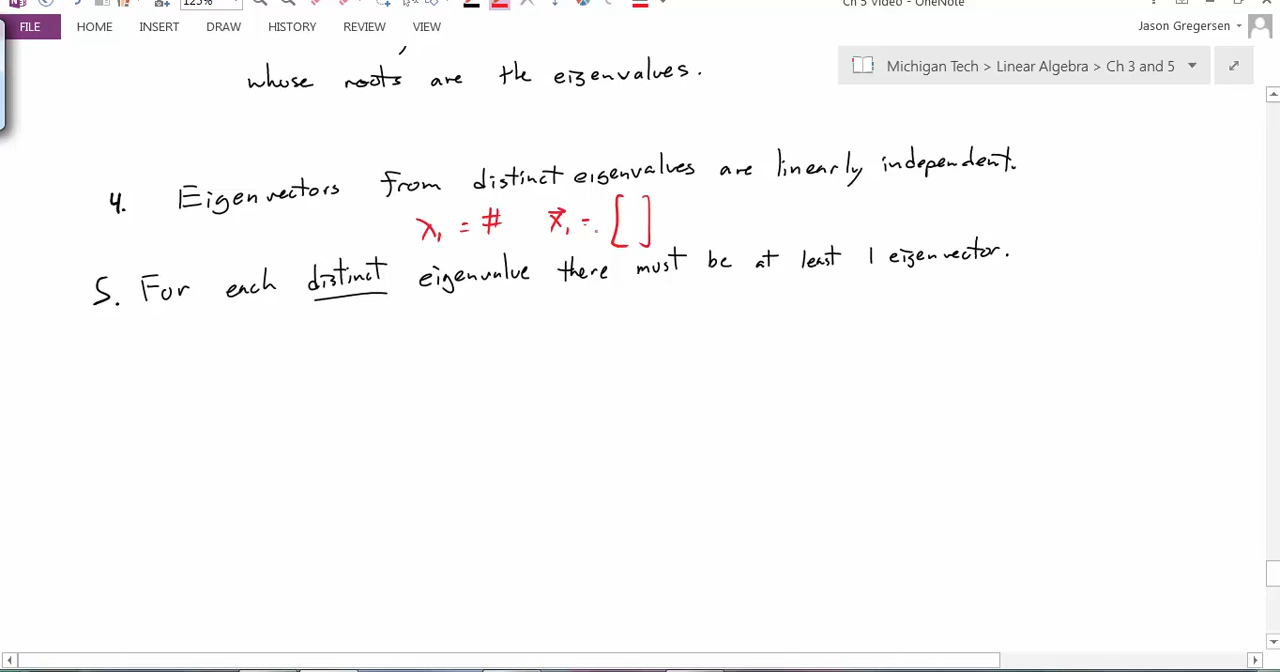 125%
Ch 5 Video - OneNote
FILE HOME INSERT DRAW HISTORY REVIEW VIEW
Jason Gregersen
Michigan Tech > Linear Algebra > Ch 3 and 5
whose roots are the eigenvalues.
4. Eigenvectors from distinct eigenvalues are linearly independent.
λ₁ = # x⃗₁ = [ ]
5. For each distinct eigenvalue there must be at least 1 eigenvector.